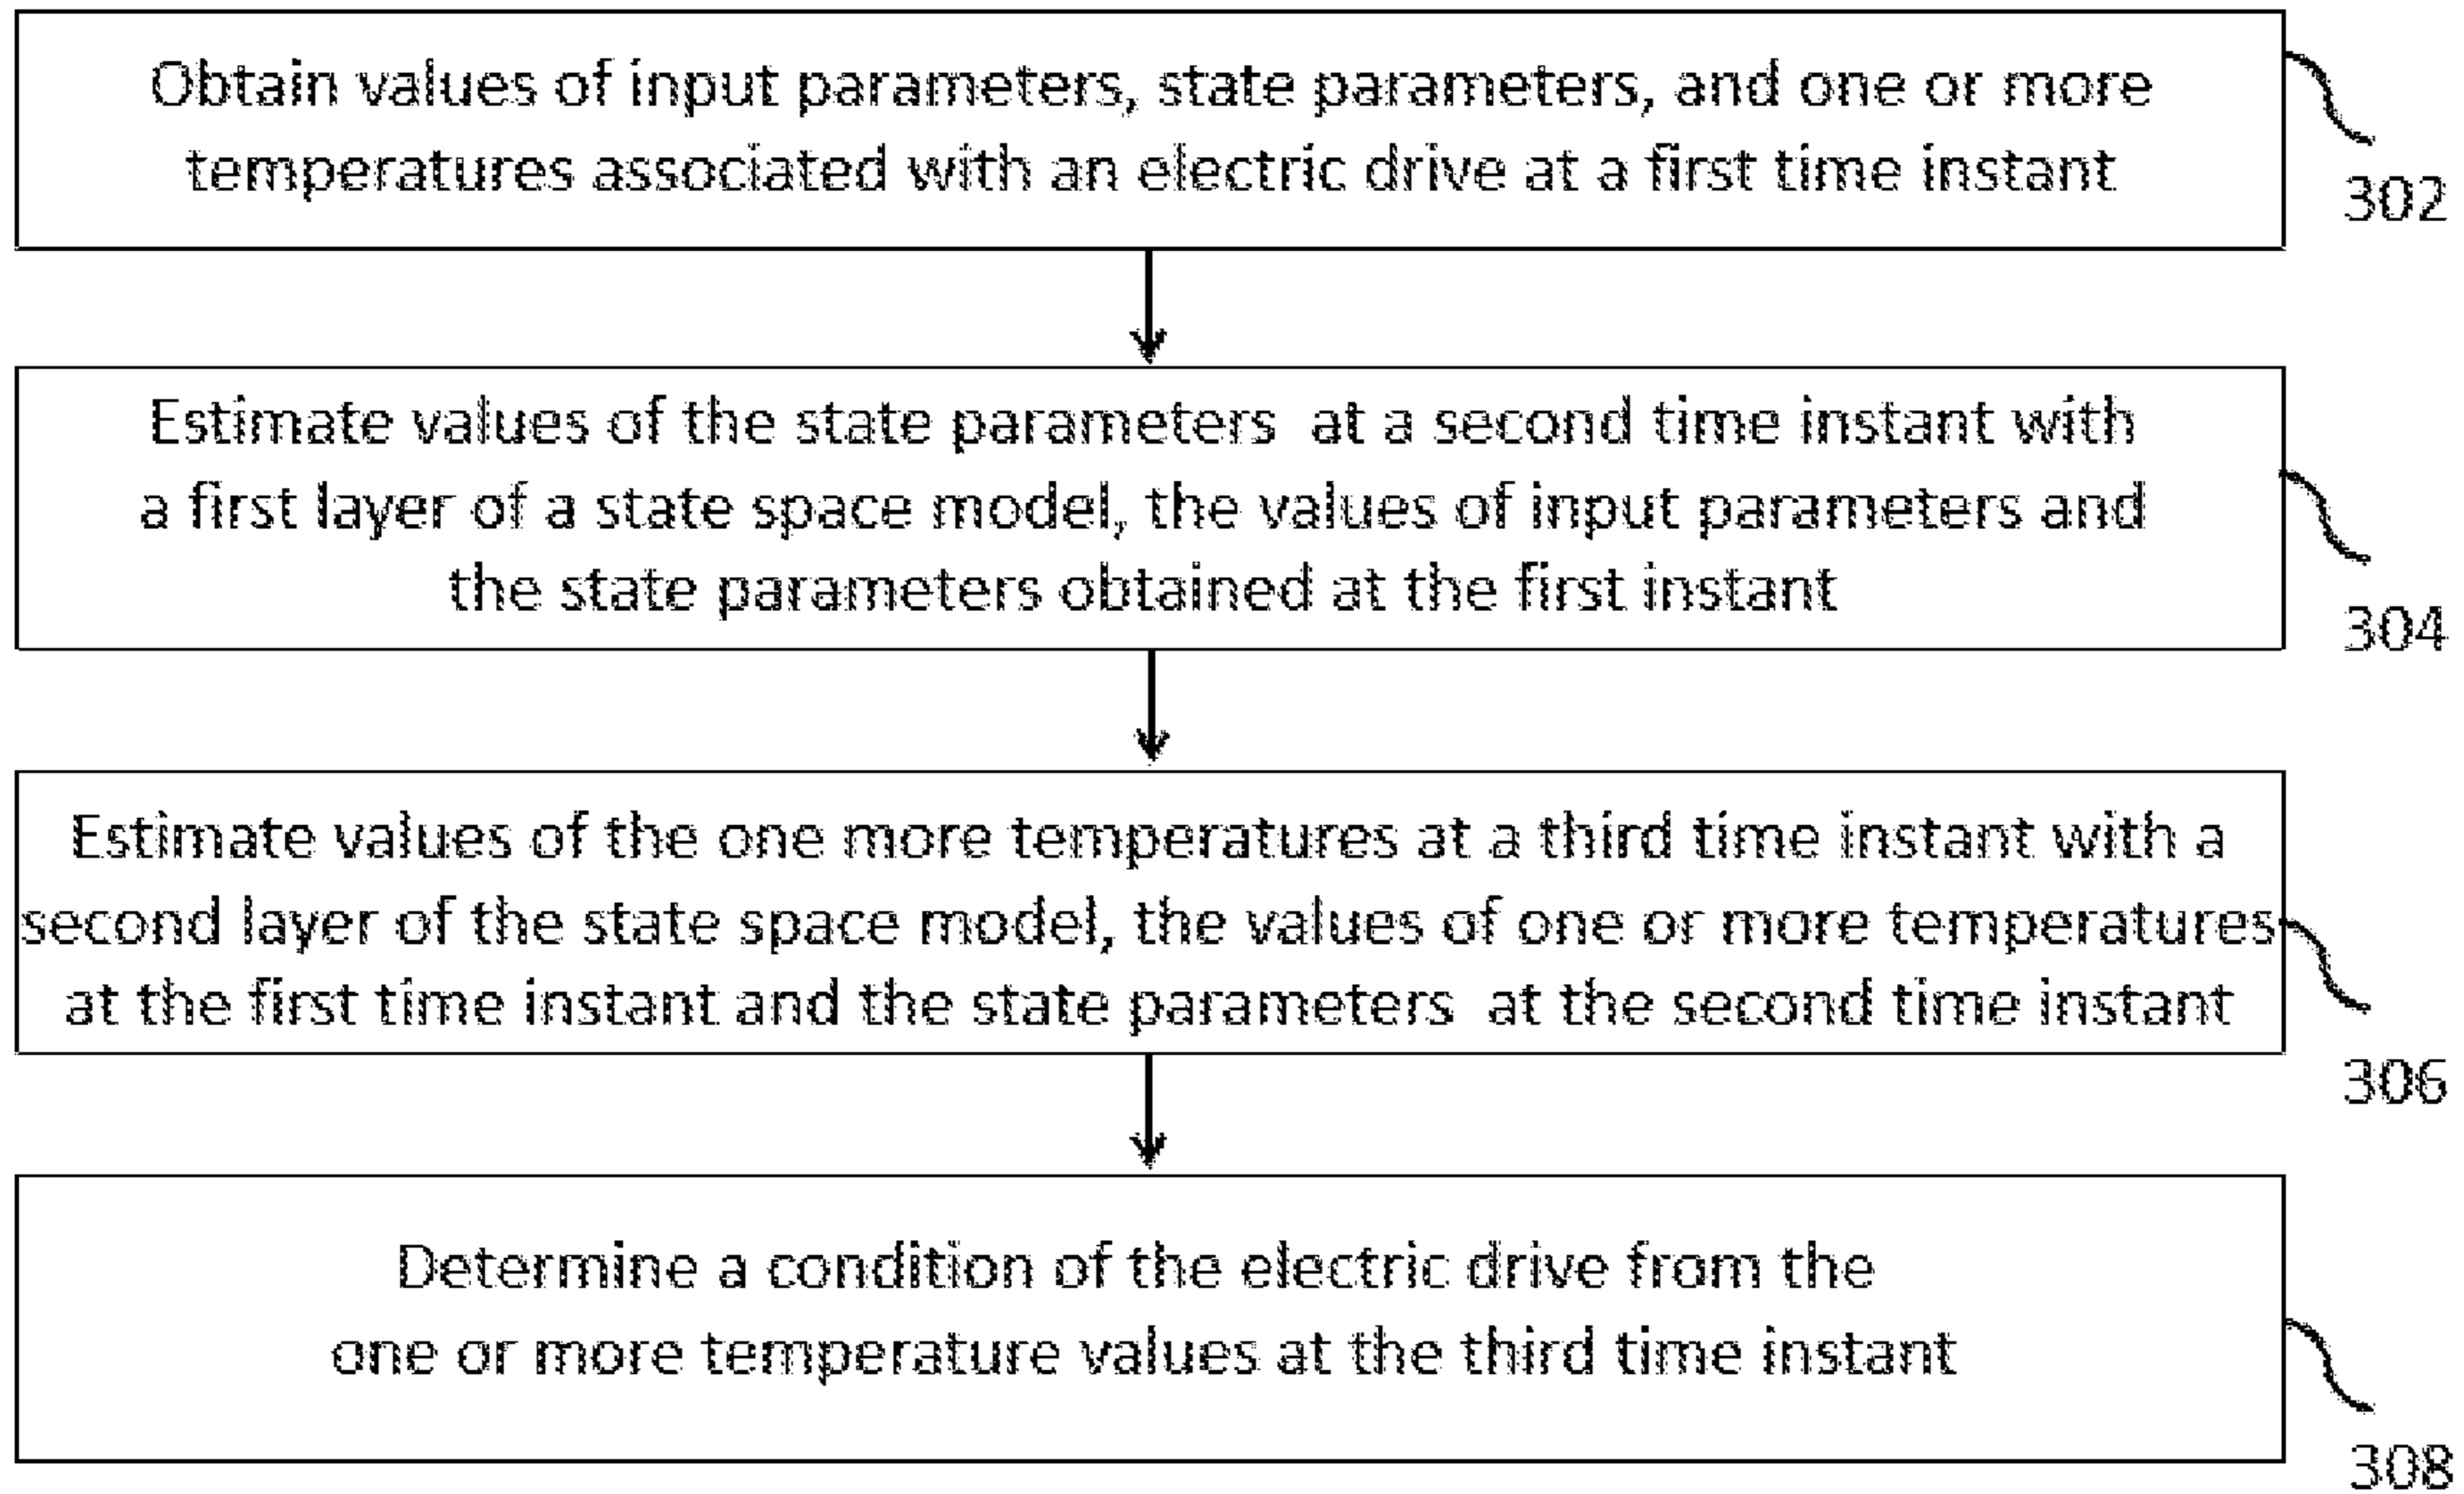 Obtain values of input parameters, state parameters, and one or more
temperatures associated with an electric drive at a first time instant
302
Estimate values of the state parameters at a second time instant with
a first layer of a state space model, the values of input parameters and
the state parameters obtained at the first instant
304
Estimate values of the one more temperatures at a third time instant with a
second layer of the state space model, the values of one or more temperatures
at the first time instant and the state parameters at the second time instant
306
Determine a condition of the electric drive from the
one or more temperature values at the third time instant
308